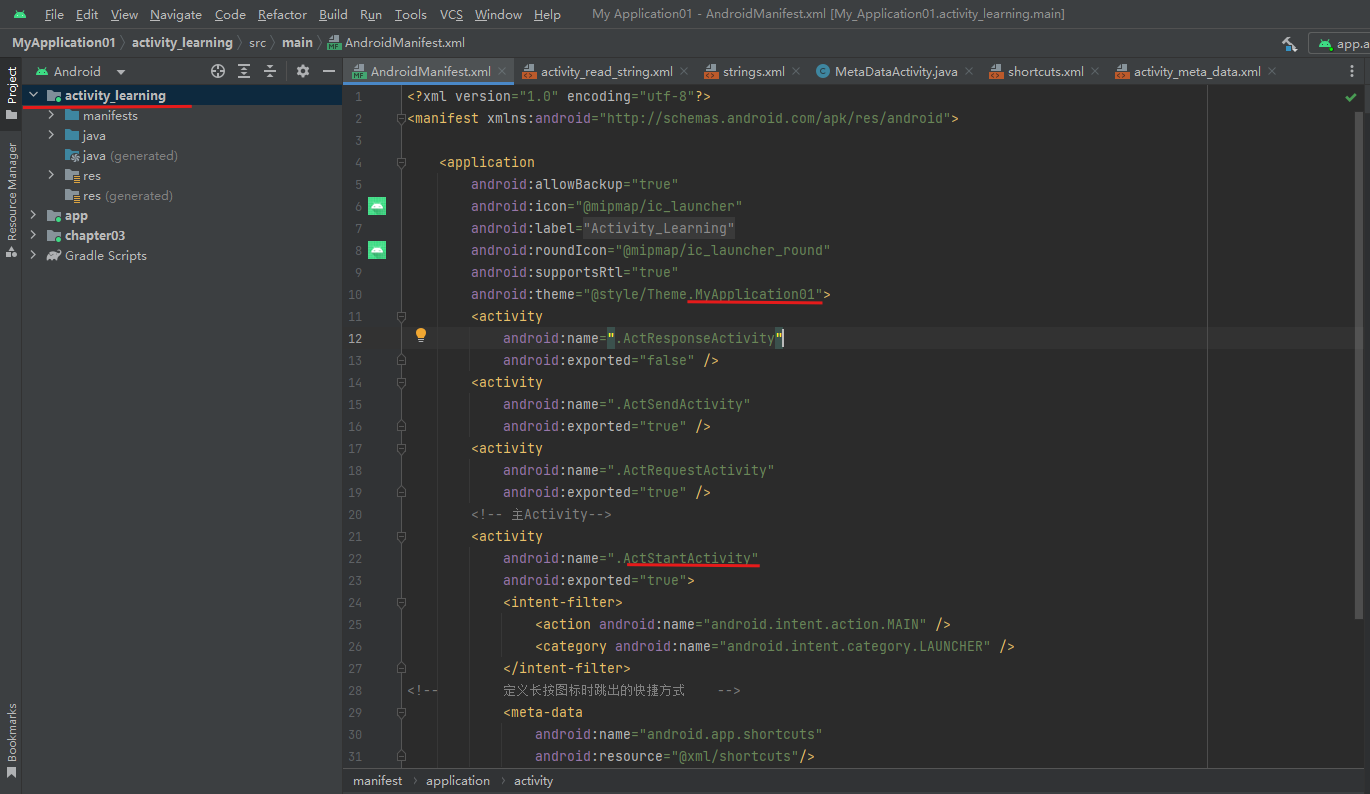 File Edit View Navigate Code Refactor Build Run Tools VCS Window Help My Application01 - AndroidManifest.xml [My_Application01.activity_learning.main]
MyApplication01 activity_learning src main AndroidManifest.xml app.a
Android AndroidManifest.xml activity_read_string.xml strings.xml MetaDataActivity.java shortcuts.xml activity_meta_data.xml
Project
Resource Manager
Bookmarks
activity_learning
manifests
java
java (generated)
res
res (generated)
app
chapter03
Gradle Scripts
1 <?xml version="1.0" encoding="utf-8"?>
2 <manifest xmlns:android="http://schemas.android.com/apk/res/android">
3
4 <application
5 android:allowBackup="true"
6 android:icon="@mipmap/ic_launcher"
7 android:label="Activity_Learning"
8 android:roundIcon="@mipmap/ic_launcher_round"
9 android:supportsRtl="true"
10 android:theme="@style/Theme.MyApplication01">
11 <activity
12 android:name=".ActResponseActivity"
13 android:exported="false" />
14 <activity
15 android:name=".ActSendActivity"
16 android:exported="true" />
17 <activity
18 android:name=".ActRequestActivity"
19 android:exported="true" />
20 <!-- 主Activity-->
21 <activity
22 android:name=".ActStartActivity"
23 android:exported="true">
24 <intent-filter>
25 <action android:name="android.intent.action.MAIN" />
26 <category android:name="android.intent.category.LAUNCHER" />
27 </intent-filter>
28 <!-- 定义长按图标时跳出的快捷方式 -->
29 <meta-data
30 android:name="android.app.shortcuts"
31 android:resource="@xml/shortcuts"/>
manifest application activity